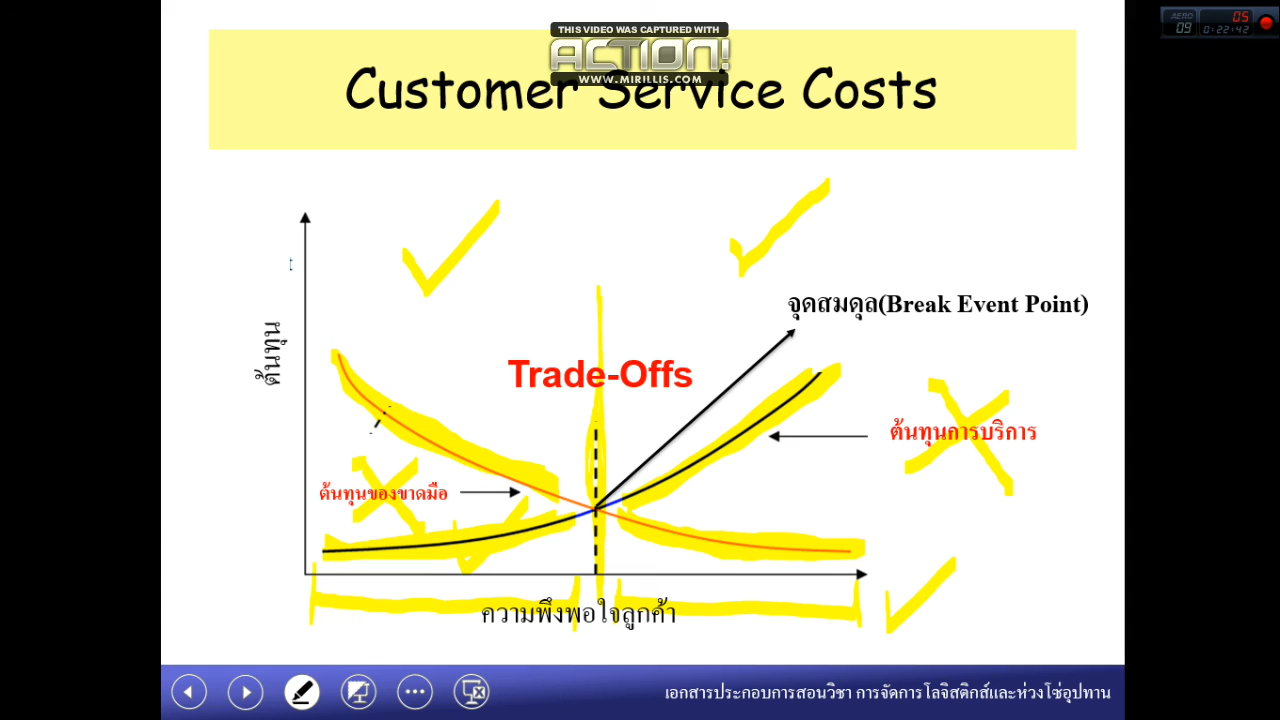 THIS VIDEO WAS CAPTURED WITH
ACTION!
WWW.MIRILLIS.COM
AERO 05
09 0:22:42
Customer Service Costs
t
จุดสมดุล(Break Event Point)
ต้นทุน
Trade-Offs
ต้นทุนการบริการ
ต้นทุนของขาดมือ
ความพึงพอใจลูกค้า
เอกสารประกอบการสอนวิชา การจัดการโลจิสติกส์และห่วงโซ่อุปทาน